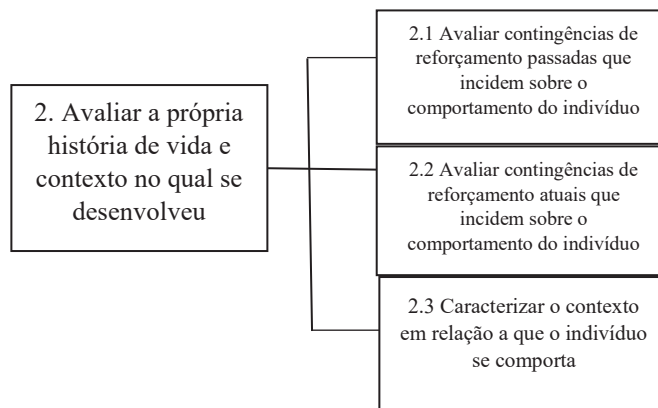 2. Avaliar a própria
história de vida e
contexto no qual se
desenvolveu
2.1 Avaliar contingências de
reforçamento passadas que
incidem sobre o
comportamento do indivíduo
2.2 Avaliar contingências de
reforçamento atuais que
incidem sobre o
comportamento do indivíduo
2.3 Caracterizar o contexto
em relação a que o indivíduo
se comporta